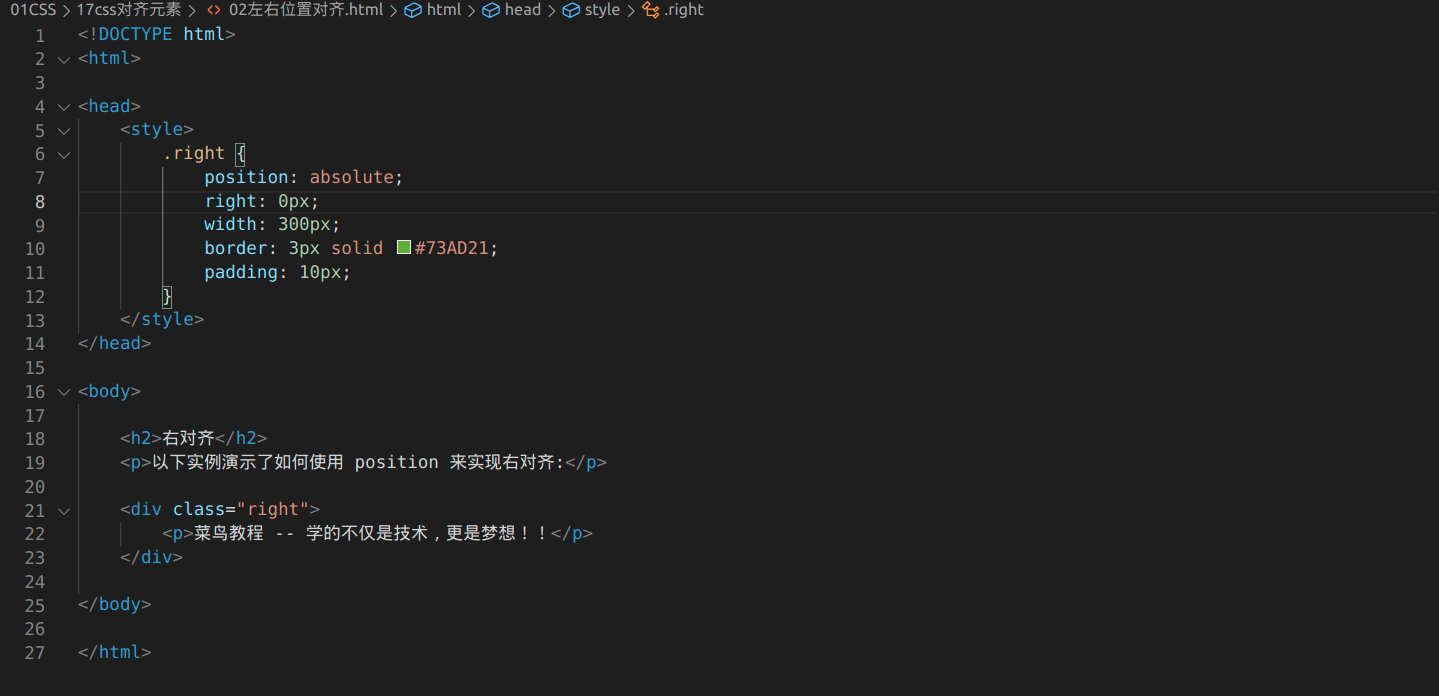 01CSS > 17css对齐元素 > <> 02左右位置对齐.html > html > head > style > .right
1 <!DOCTYPE html>
2 <html>
3
4 <head>
5 <style>
6 .right {
7 position: absolute;
8 right: 0px;
9 width: 300px;
10 border: 3px solid #73AD21;
11 padding: 10px;
12 }
13 </style>
14 </head>
15
16 <body>
17
18 <h2>右对齐</h2>
19 <p>以下实例演示了如何使用 position 来实现右对齐:</p>
20
21 <div class="right">
22 <p>菜鸟教程 -- 学的不仅是技术，更是梦想！！</p>
23 </div>
24
25 </body>
26
27 </html>